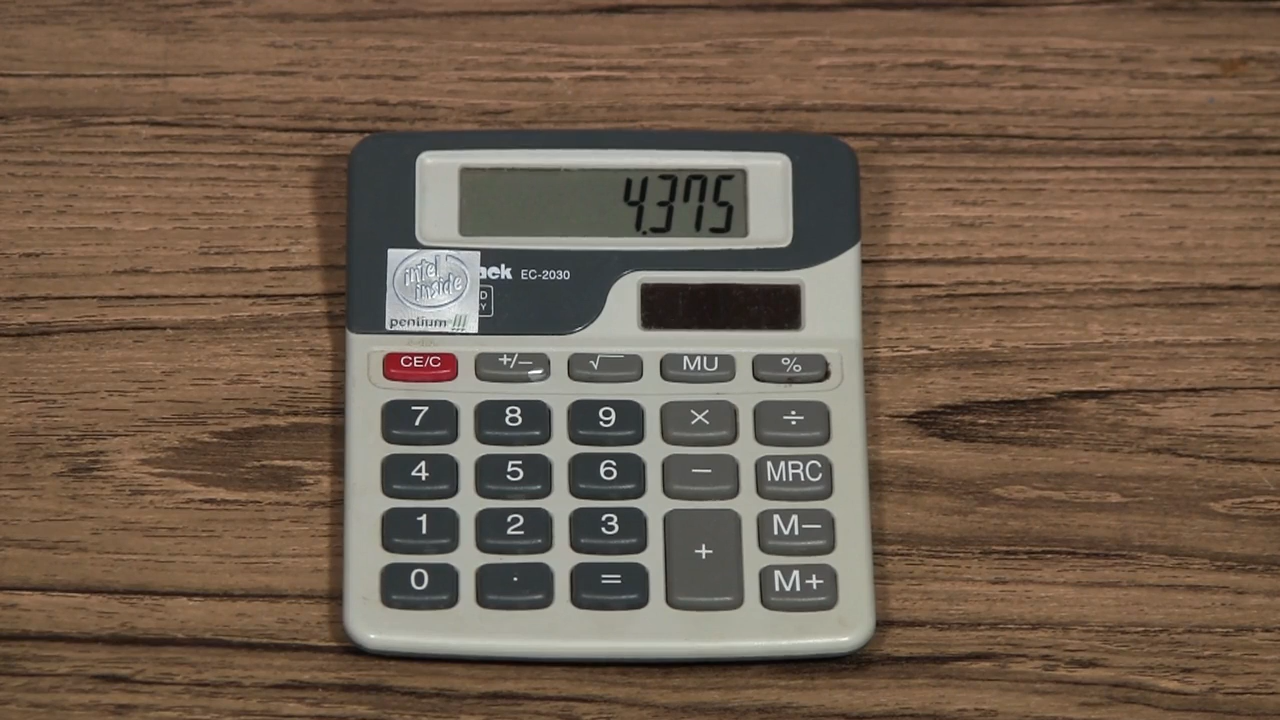 4.375
intel inside
pentium III
ack EC-2030
CE/C +/− √ MU %
7 8 9 × ÷
4 5 6 − MRC
1 2 3 + M−
0 · = M+